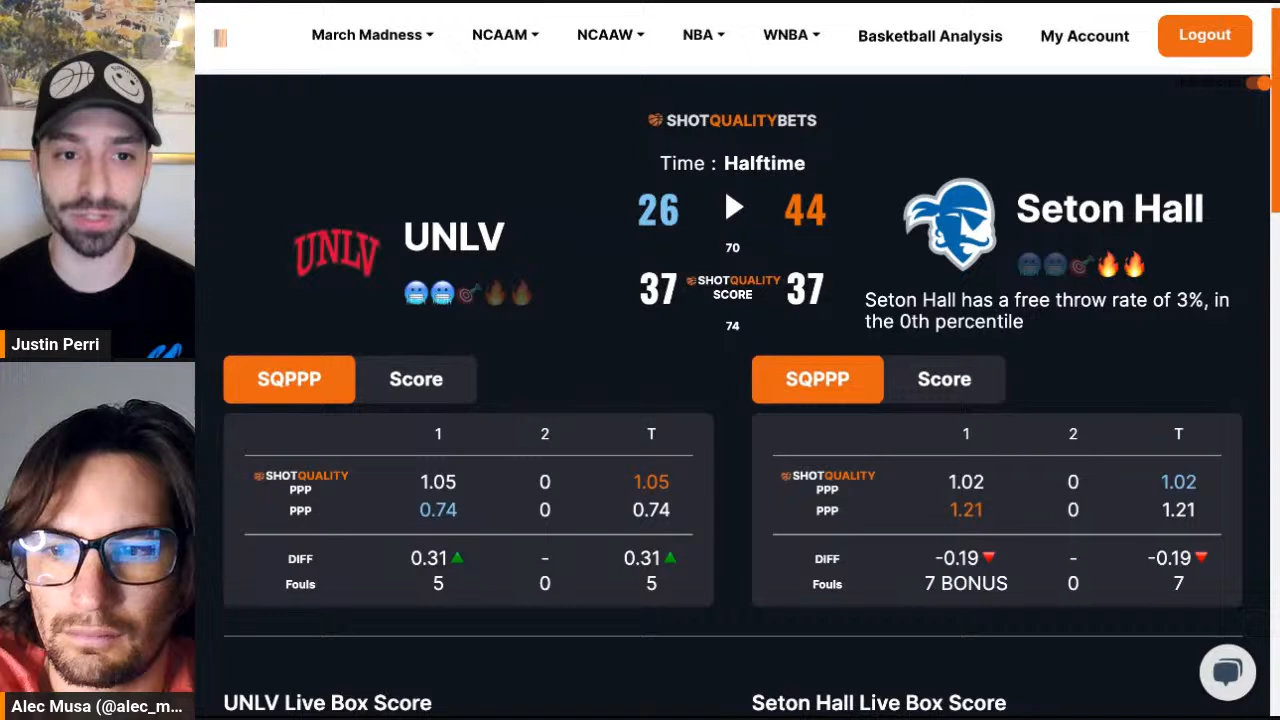 March Madness
NCAAM
NCAAW
NBA
WNBA
Basketball Analysis
My Account
Logout
SHOTQUALITYBETS
Time : Halftime
26
44
70
37
SHOTQUALITY
SCORE
37
74
UNLV
UNLV
Seton Hall
Seton Hall has a free throw rate of 3%, in
the 0th percentile
SQPPP
Score
1 2 T
SHOTQUALITY
PPP
1.05 0 1.05
PPP 0.74 0 0.74
DIFF 0.31 - 0.31
Fouls 5 0 5
SQPPP
Score
1 2 T
SHOTQUALITY
PPP
1.02 0 1.02
PPP 1.21 0 1.21
DIFF -0.19 - -0.19
Fouls 7 BONUS 0 7
UNLV Live Box Score
Seton Hall Live Box Score
Justin Perri
Alec Musa (@alec_m...